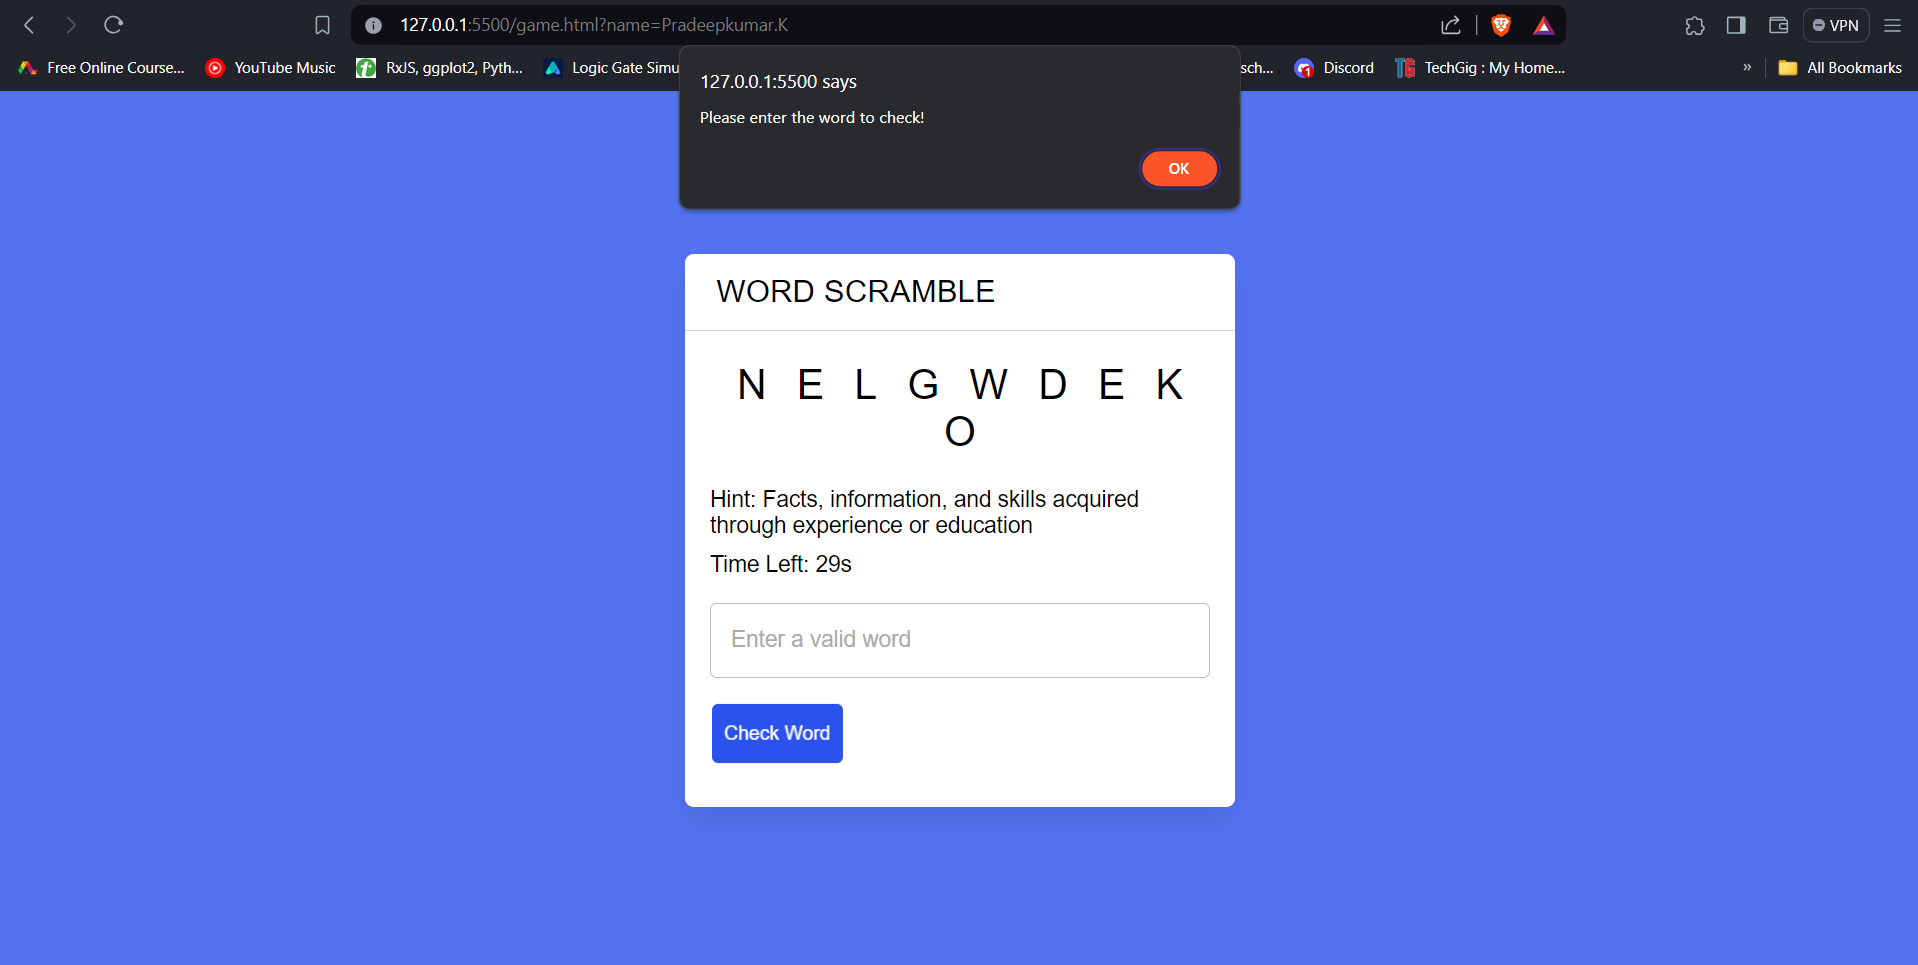 127.0.0.1:5500/game.html?name=Pradeepkumar.K
VPN
Free Online Course...
YouTube Music
RxJS, ggplot2, Pyth...
Logic Gate Simu
sch...
1
Discord
TG
TechGig : My Home...
»
All Bookmarks
127.0.0.1:5500 says
Please enter the word to check!
OK
WORD SCRAMBLE
N E L G W D E K
O
Hint: Facts, information, and skills acquired
through experience or education
Time Left: 29s
Enter a valid word
Check Word